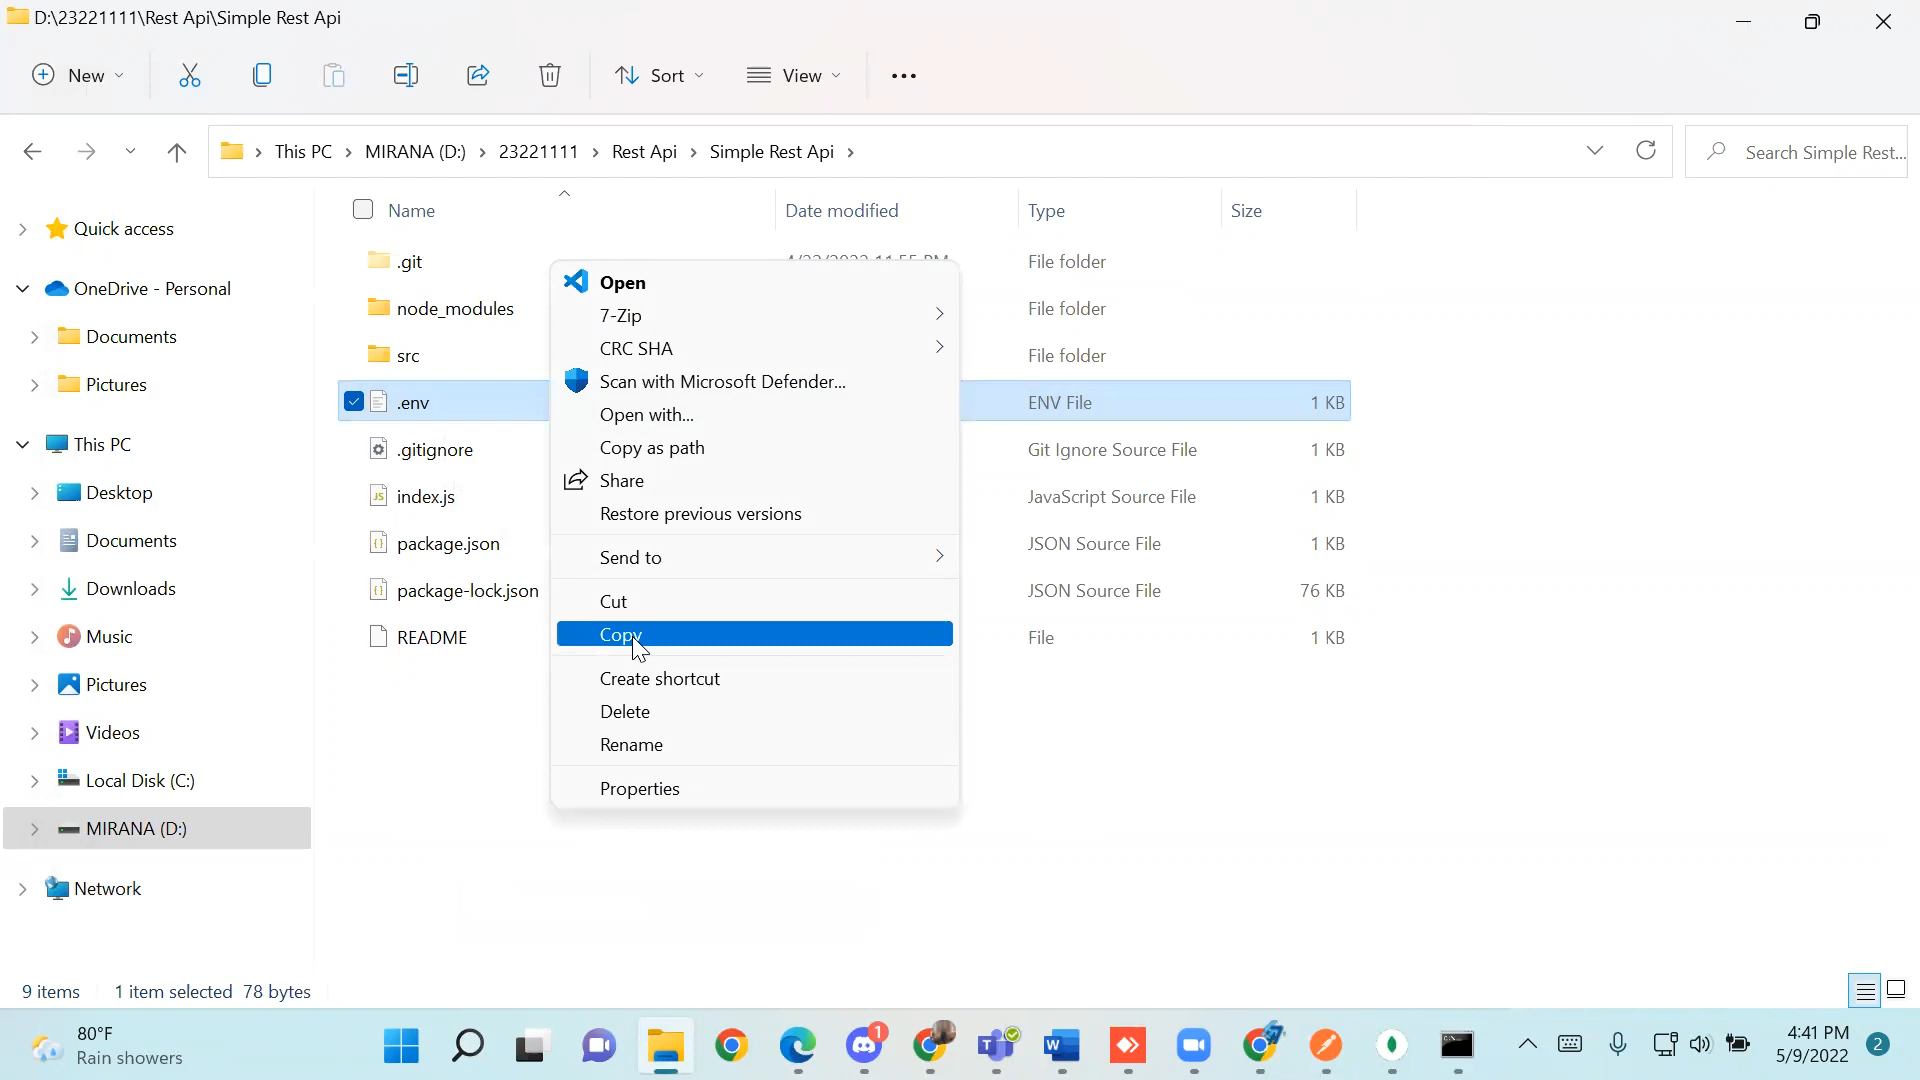 D:\23221111\Rest Api\Simple Rest Api
New
Sort
View
This PC
MIRANA (D:)
23221111
Rest Api
Simple Rest Api
Search Simple Rest...
Name
Date modified
Type
Size
Quick access
OneDrive - Personal
Documents
Pictures
This PC
Desktop
Documents
Downloads
Music
Pictures
Videos
Local Disk (C:)
MIRANA (D:)
Network
.git
File folder
node_modules
File folder
src
File folder
.env
ENV File
1 KB
.gitignore
Git Ignore Source File
1 KB
index.js
JavaScript Source File
1 KB
package.json
JSON Source File
1 KB
package-lock.json
JSON Source File
76 KB
README
File
1 KB
Open
7-Zip
CRC SHA
Scan with Microsoft Defender...
Open with...
Copy as path
Share
Restore previous versions
Send to
Cut
Copy
Create shortcut
Delete
Rename
Properties
9 items
1 item selected 78 bytes
80°F
Rain showers
1
4:41 PM
5/9/2022
2